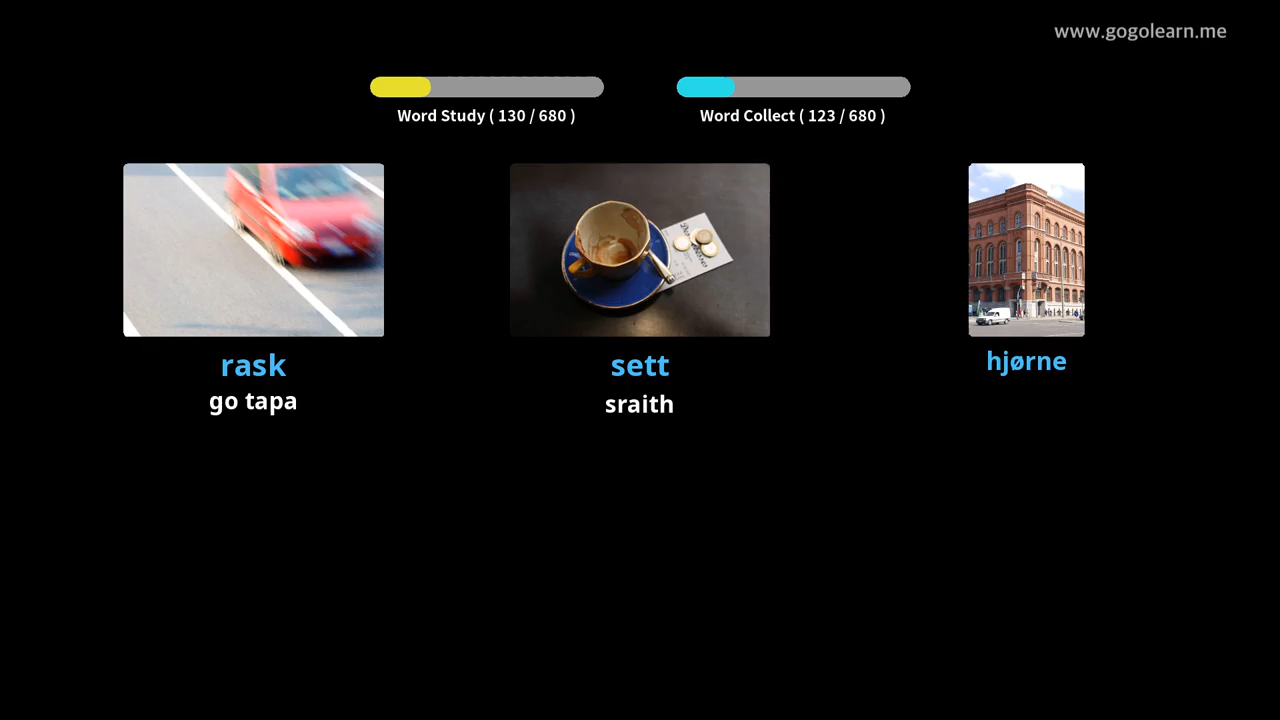 www.gogolearn.me
Word Study ( 130 / 680 )
Word Collect ( 123 / 680 )
rask
go tapa
sett
sraith
hjørne